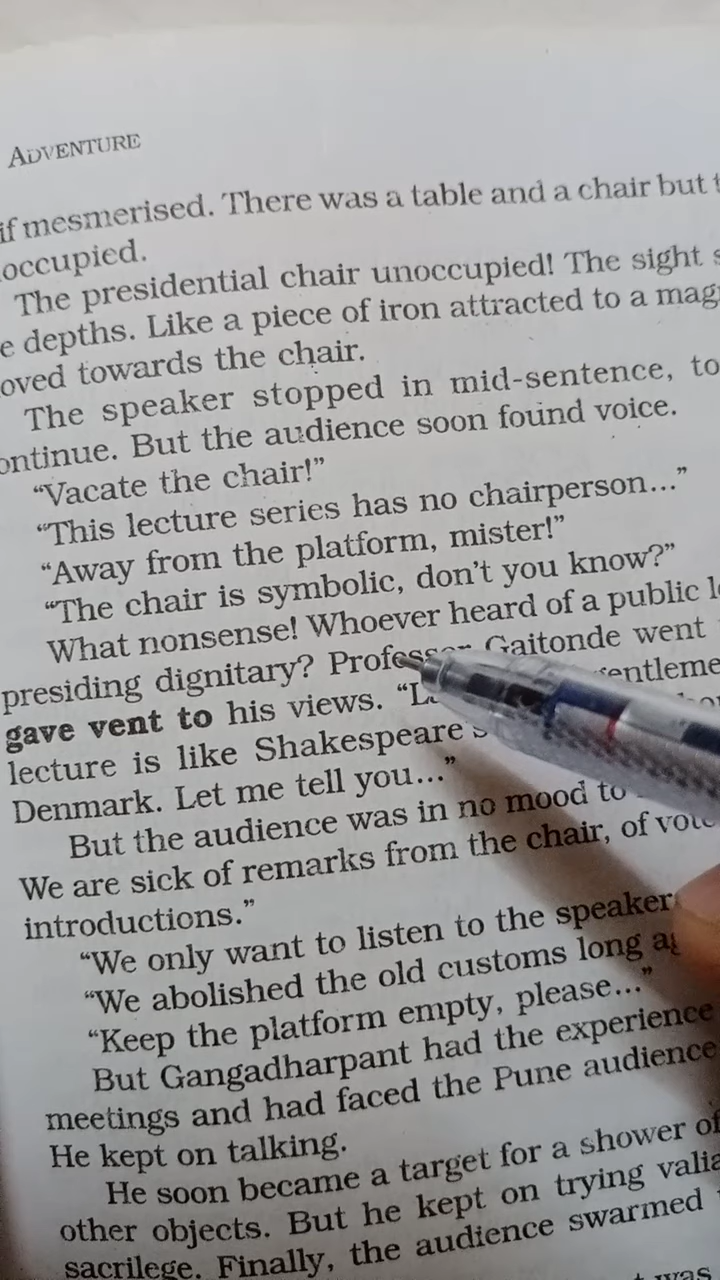 ADVENTURE
if mesmerised. There was a table and a chair but
occupied.
The presidential chair unoccupied! The sight
depths. Like a piece of iron attracted to a
towards the chair.
The speaker stopped in mid-sentence,
But the audience soon found voice.
“Vacate the chair!”
“This lecture series has no chairperson...”
“Away from the platform, mister!”
“The chair is symbolic, don’t you know?”
What nonsense! Whoever heard of a public
presiding dignitary? Professor Gaitonde went
gave vent to his views. “
lecture is like Shakespeare’s
Denmark. Let me tell you...”
But the audience was in no mood to
We are sick of remarks from the chair, of
introductions.”
“We only want to listen to the speaker
“We abolished the old customs long
“Keep the platform empty, please...”
But Gangadharpant had the experience
meetings and had faced the Pune audience
He kept on talking.
He soon became a target for a shower of
other objects. But he kept on trying
sacrilege. Finally, the audience swarmed
was